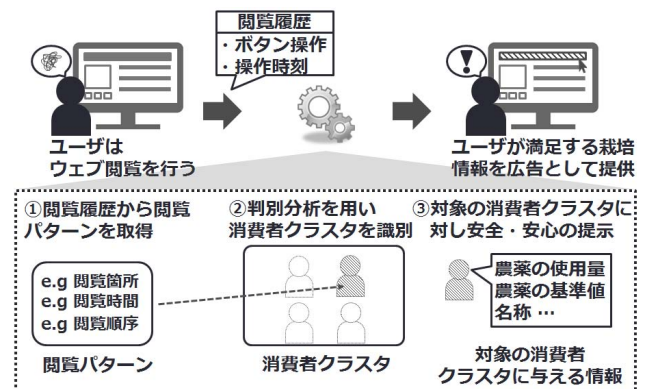 閲覧履歴
・ボタン操作
・操作時刻
!
ユーザは
ウェブ閲覧を行う
ユーザが満足する栽培
情報を広告として提供
①閲覧履歴から閲覧
パターンを取得
e.g 閲覧箇所
e.g 閲覧時間
e.g 閲覧順序
閲覧パターン
②判別分析を用い
消費者クラスタを識別
消費者クラスタ
③対象の消費者クラスタに
対し安全・安心の提示
農薬の使用量
農薬の基準値
名称 …
対象の消費者
クラスタに与える情報